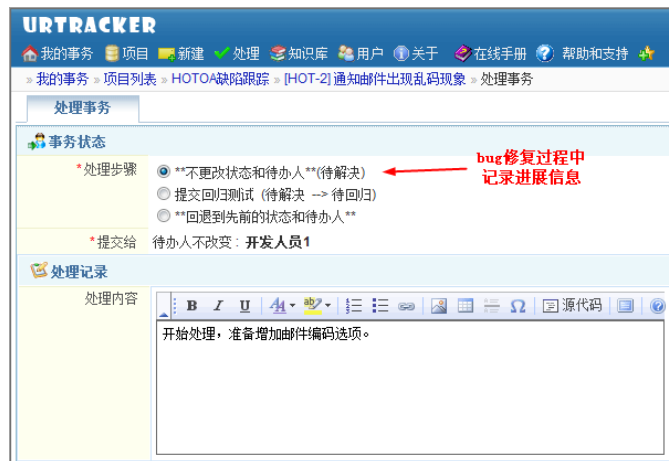 URTRACKER
我的事务 项目 新建 处理 知识库 用户 关于 在线手册 帮助和支持
» 我的事务 » 项目列表 » HOTOA缺陷跟踪 » [HOT-2]通知邮件出现乱码现象 » 处理事务
处理事务
事务状态
*处理步骤
**不更改状态和待办人**(待解决)
提交回归测试 (待解决 --> 待回归)
**回退到先前的状态和待办人**
bug修复过程中
记录进展信息
*提交给 待办人不改变: 开发人员1
处理记录
处理内容
B I U 源代码
开始处理，准备增加邮件编码选项。